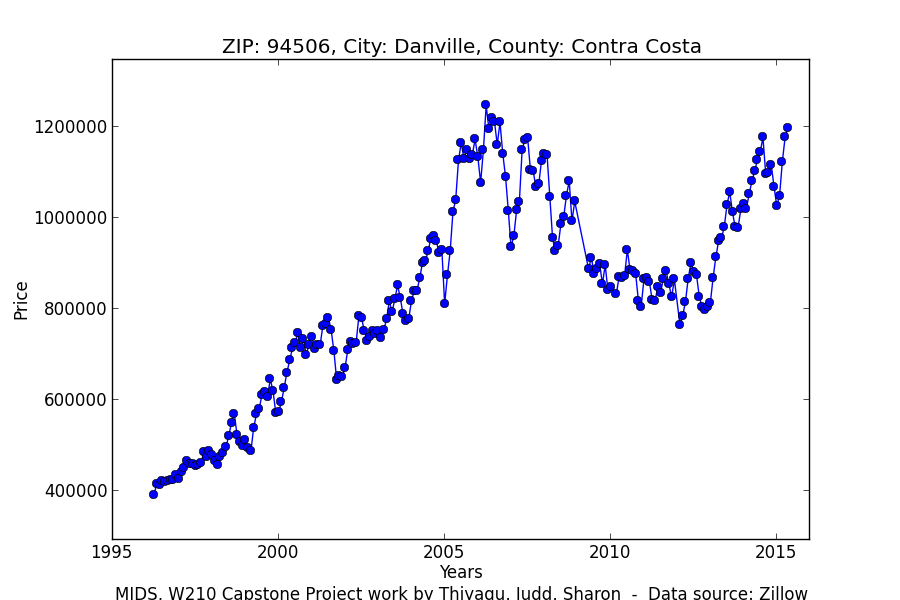 ZIP: 94506, City: Danville, County: Contra Costa
Price
1200000
1000000
800000
600000
400000
1995 2000 2005 2010 2015
Years
MIDS, W210 Capstone Project work by Thiyagu, Judd, Sharon - Data source: Zillow